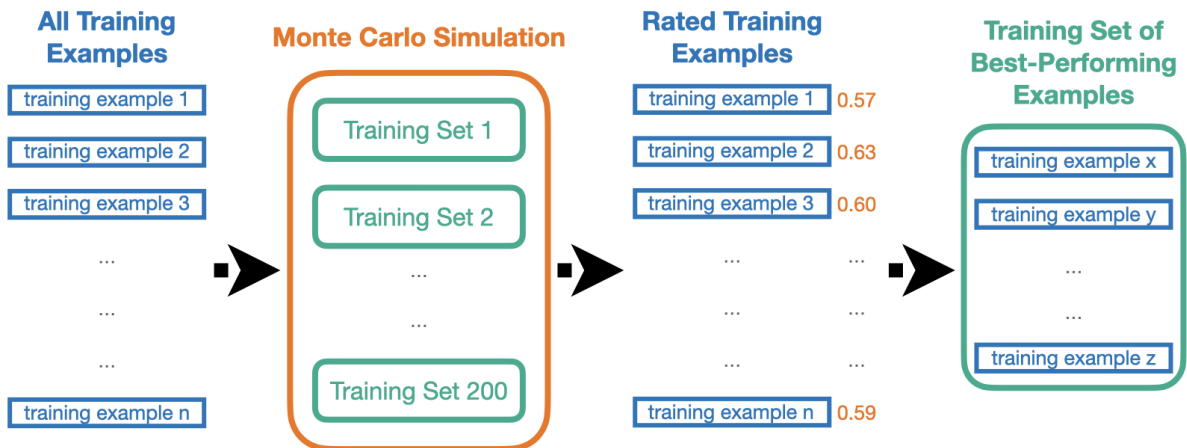 All Training
Examples
training example 1
training example 2
training example 3
...
...
...
training example n
Monte Carlo Simulation
Training Set 1
Training Set 2
...
...
Training Set 200
Rated Training
Examples
training example 1 0.57
training example 2 0.63
training example 3 0.60
... ...
... ...
... ...
training example n 0.59
Training Set of
Best-Performing
Examples
training example x
training example y
...
...
training example z